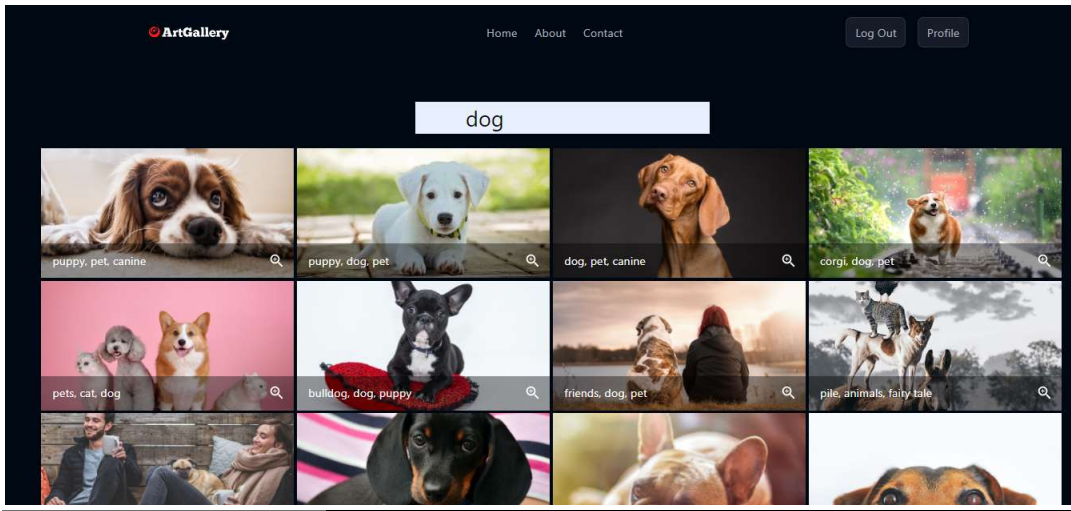 ArtGallery
Home About Contact
Log Out Profile
dog
puppy, pet, canine
puppy, dog, pet
dog, pet, canine
corgi, dog, pet
pets, cat, dog
bulldog, dog, puppy
friends, dog, pet
pile, animals, fairy tale